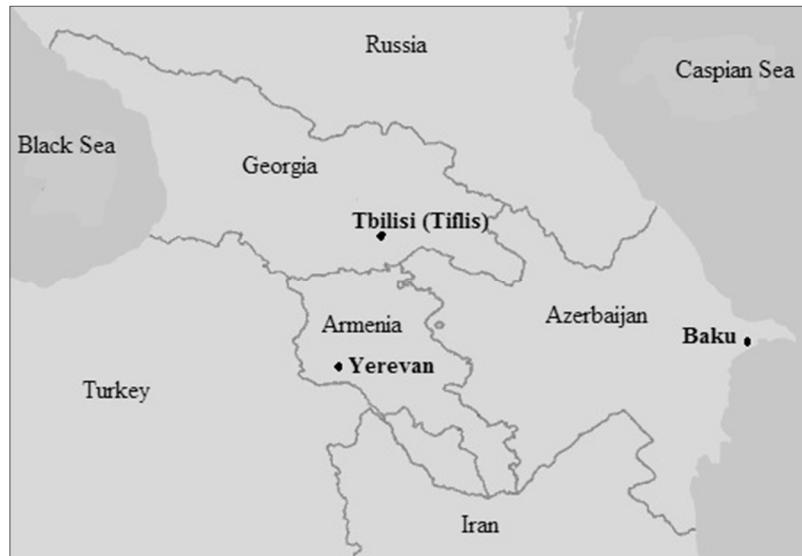 Russia
Caspian Sea
Black Sea
Georgia
Tbilisi (Tiflis)
Armenia
Azerbaijan
Baku
Yerevan
Turkey
Iran